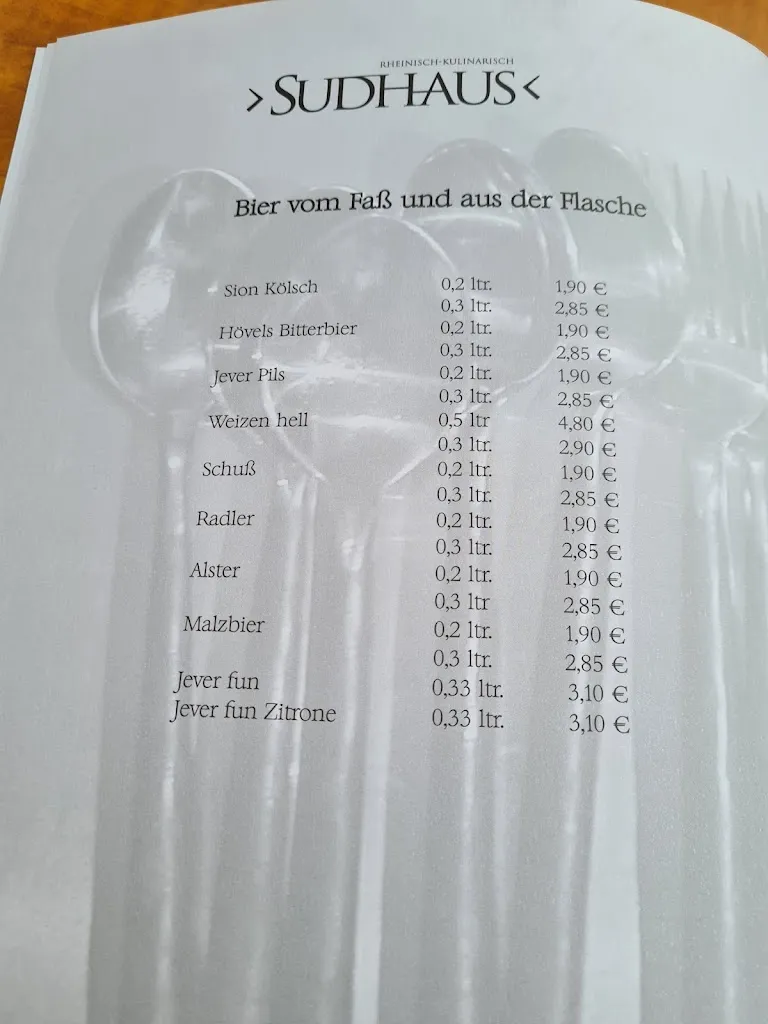 RHEINISCH-KULINARISCH
>SUDHAUS<
Bier vom Faß und aus der Flasche
Sion Kölsch 0,2 ltr. 1,90 €
0,3 ltr. 2,85 €
Hövels Bitterbier 0,2 ltr. 1,90 €
0,3 ltr. 2,85 €
Jever Pils 0,2 ltr. 1,90 €
0,3 ltr. 2,85 €
Weizen hell 0,5 ltr 4,80 €
0,3 ltr. 2,90 €
Schuß 0,2 ltr. 1,90 €
0,3 ltr. 2,85 €
Radler 0,2 ltr. 1,90 €
0,3 ltr. 2,85 €
Alster 0,2 ltr. 1,90 €
0,3 ltr 2,85 €
Malzbier 0,2 ltr. 1,90 €
0,3 ltr. 2,85 €
Jever fun 0,33 ltr. 3,10 €
Jever fun Zitrone 0,33 ltr. 3,10 €